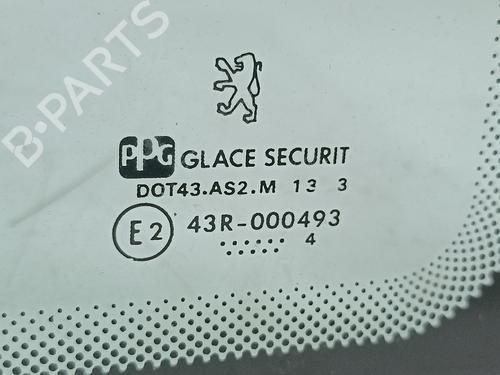 B-PARTS
PPG GLACE SECURIT
DOT43.AS2.M 13 3
E2 43R-000493
...... 4